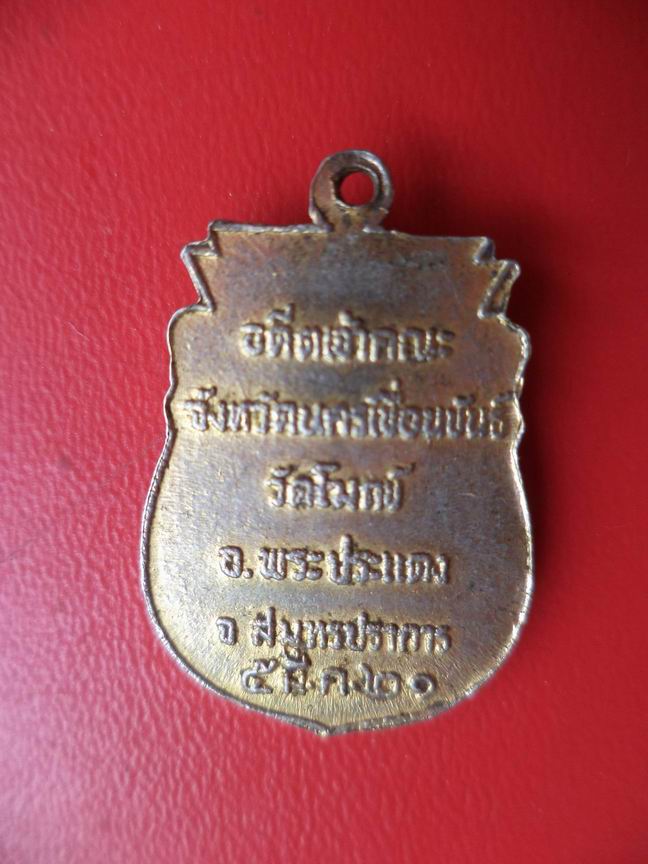 อดีตเจ้าคณะ
จังหวัดนครเขื่อนขันธ์
วัดโมกข์
อ.พระประแดง
จ สมุทรปราการ
๕ ธ.ค.๒๑